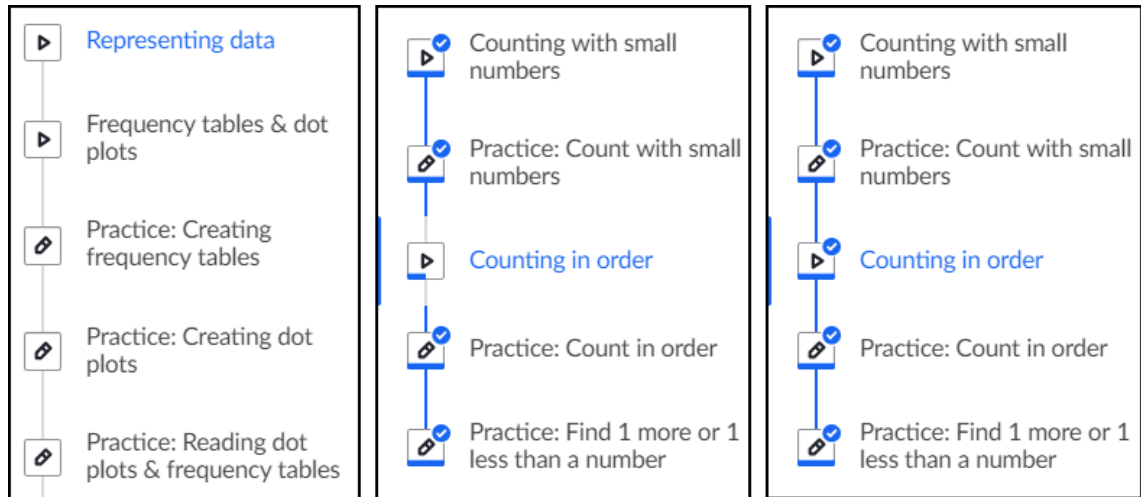 Representing data
Frequency tables & dot
plots
Practice: Creating
frequency tables
Practice: Creating dot
plots
Practice: Reading dot
plots & frequency tables
Counting with small
numbers
Practice: Count with small
numbers
Counting in order
Practice: Count in order
Practice: Find 1 more or 1
less than a number
Counting with small
numbers
Practice: Count with small
numbers
Counting in order
Practice: Count in order
Practice: Find 1 more or 1
less than a number